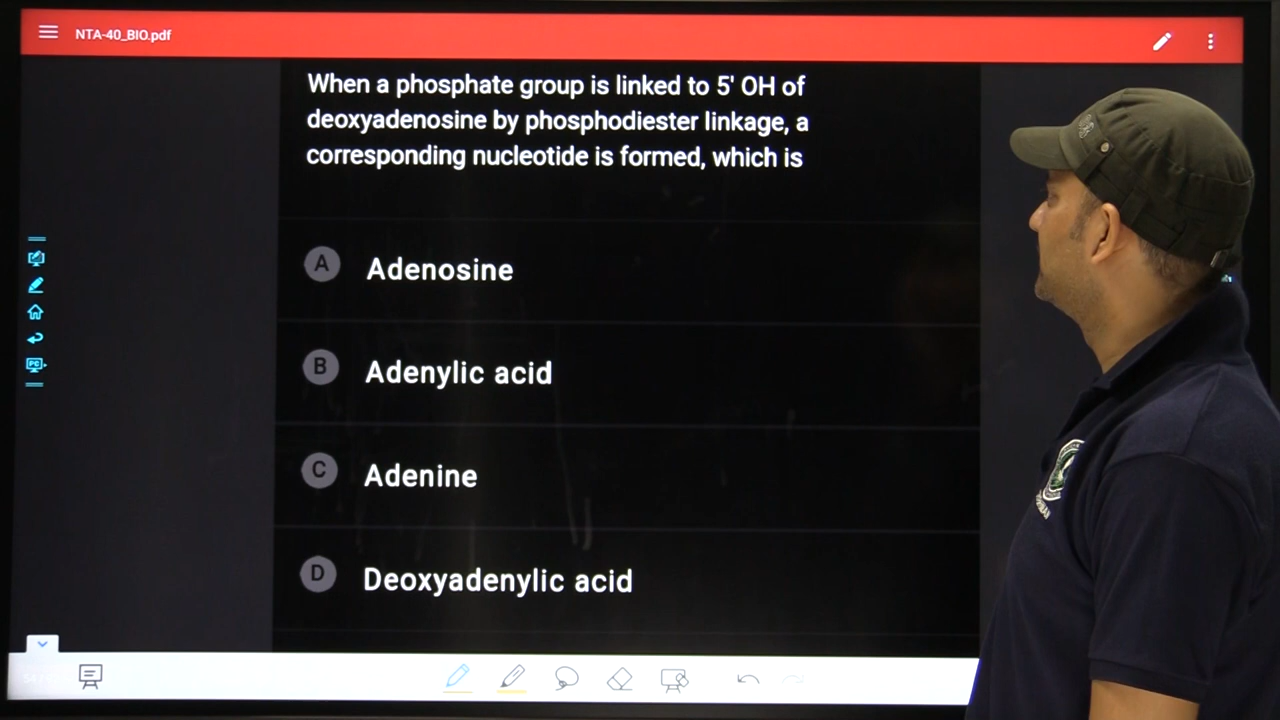 NTA-40_BIO.pdf
When a phosphate group is linked to 5' OH of
deoxyadenosine by phosphodiester linkage, a
corresponding nucleotide is formed, which is
A Adenosine
B Adenylic acid
C Adenine
D Deoxyadenylic acid
PC